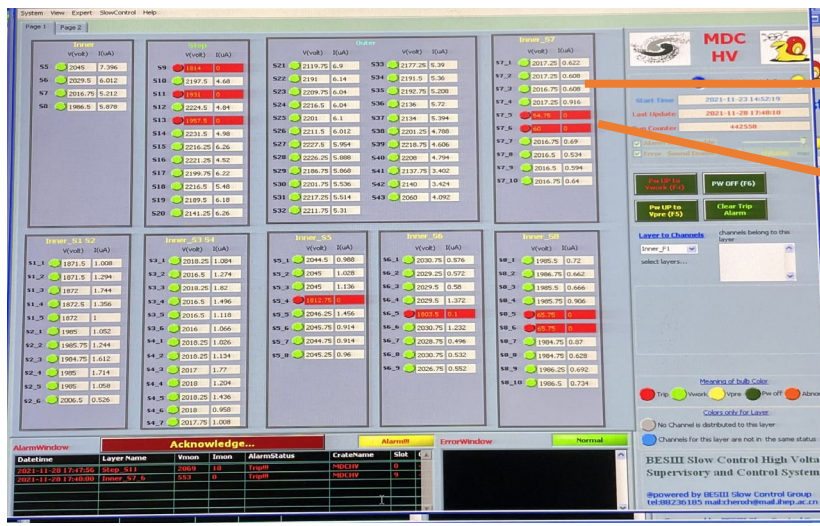 System View Expert SlowControl Help
Page 1 Page 2
Inner
V(volt) I(uA)
S5 2045 7.396
S6 2029.5 6.012
S7 2016.75 5.212
S8 1986.5 5.878
Step
V(volt) I(uA)
S9 1814 0
S10 2197.5 4.68
S11 1931 0
S12 2224.5 4.84
S13 1957.5 0
S14 2231.5 4.98
S15 2216.25 6.26
S16 2221.25 4.52
S17 2199.75 6.22
S18 2216.5 5.48
S19 2189.5 6.18
S20 2141.25 6.26
Outer
V(volt) I(uA) V(volt) I(uA)
S21 2119.75 6.9 S33 2177.25 5.39
S22 2191 6.14 S34 2191.5 5.36
S23 2209.75 6.04 S35 2192.75 5.208
S24 2216.5 6.04 S36 2136 5.72
S25 2201 6.1 S37 2134 5.394
S26 2211.5 6.012 S38 2201.25 4.788
S27 2227.5 5.954 S39 2218.75 4.606
S28 2226.25 5.888 S40 2208 4.794
S29 2186.75 5.868 S41 2137.75 3.402
S30 2201.75 5.536 S42 2140 3.424
S31 2217.25 5.514 S43 2060 4.092
S32 2211.75 5.31
Inner_S7
V(volt) I(uA)
S7_1 2017.25 0.622
S7_2 2017.25 0.608
S7_3 2016.75 0.608
S7_4 2017.25 0.916
S7_5 54.75 0
S7_6 60 0
S7_7 2016.75 0.69
S7_8 2016.5 0.534
S7_9 2016.5 0.594
S7_10 2016.75 0.64
MDC
HV
Start Time 2021-11-23 14:52:19
Last Update 2021-11-28 17:48:10
Counter 442558
Pw UP to
Vwork (F3)
PW OFF (F6)
Pw UP to
Vpre (F5)
Clear Trip
Alarm
Layer to Channels
channels belong to this
layer
Inner_F1
select layers...
Inner_S1 S2
V(volt) I(uA)
S1_1 1871.5 1.008
S1_2 1871.5 1.294
S1_3 1872 1.744
S1_4 1872.5 1.356
S1_5 1872 1
S2_1 1985 1.052
S2_2 1985.75 1.244
S2_3 1984.75 1.612
S2_4 1985 1.714
S2_5 1985 1.058
S2_6 2006.5 0.526
Inner_S3 S4
V(volt) I(uA)
S3_1 2018.25 1.084
S3_2 2016.5 1.274
S3_3 2018.25 1.82
S3_4 2016.5 1.496
S3_5 2016.5 1.118
S3_6 2016 1.066
S4_1 2018.25 1.026
S4_2 2018.25 1.134
S4_3 2017 1.77
S4_4 2018 1.204
S4_5 2018.25 1.436
S4_6 2018 0.958
S4_7 2017.75 1.008
Inner_S5
V(volt) I(uA)
S5_1 2044.5 0.988
S5_2 2045 1.028
S5_3 2045 1.136
S5_4 1812.75 0
S5_5 2046.25 1.456
S5_6 2045.75 0.914
S5_7 2044.75 0.914
S5_8 2045.25 0.96
Inner_S6
V(volt) I(uA)
S6_1 2030.75 0.576
S6_2 2029.25 0.572
S6_3 2029.5 0.58
S6_4 2029.5 1.372
S6_5 1803.5 0.1
S6_6 2030.75 1.232
S6_7 2028.75 0.496
S6_8 2030.75 0.532
S6_9 2026.75 0.552
Inner_S8
V(volt) I(uA)
S8_1 1985.5 0.72
S8_2 1986.75 0.662
S8_3 1985.5 0.666
S8_4 1985.75 0.906
S8_5 65.75 0
S8_6 65.75 0
S8_7 1984.75 0.87
S8_8 1984.75 0.628
S8_9 1986.25 0.692
S8_10 1986.5 0.734
Meaning of bulb Color
Trip Vwork Vpre Pw off Abnor
Colors only for Layer
No Channel is distributed to this layer
Channels for this layer are not in the same status
AlarmWindow Acknowledge... Alarm!!! ErrorWindow Normal
Datetime Layer Name Vmon Imon AlarmStatus CrateName Slot
2021-11-28 17:47:56 Step_S11 2069 10 Trip!!! MDCHV 0
2021-11-28 17:48:00 Inner_S7_6 553 0 Trip!!! MDCHV 9
BESIII Slow Control High Volta
Supervisory and Control System
@powered by BESIII Slow Control Group
tel:88236185 mail:chenxh@mail.ihep.ac.cn